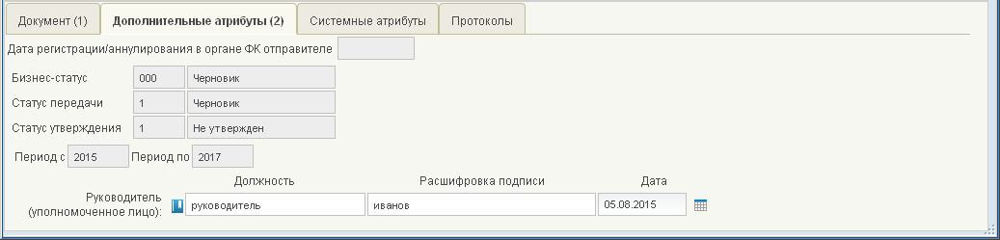 Документ (1) Дополнительные атрибуты (2) Системные атрибуты Протоколы
Дата регистрации/аннулирования в органе ФК отправителе
Бизнес-статус 000 Черновик
Статус передачи 1 Черновик
Статус утверждения 1 Не утвержден
Период с 2015 Период по 2017
Должность Расшифровка подписи Дата
Руководитель
(уполномоченное лицо): руководитель иванов 05.08.2015